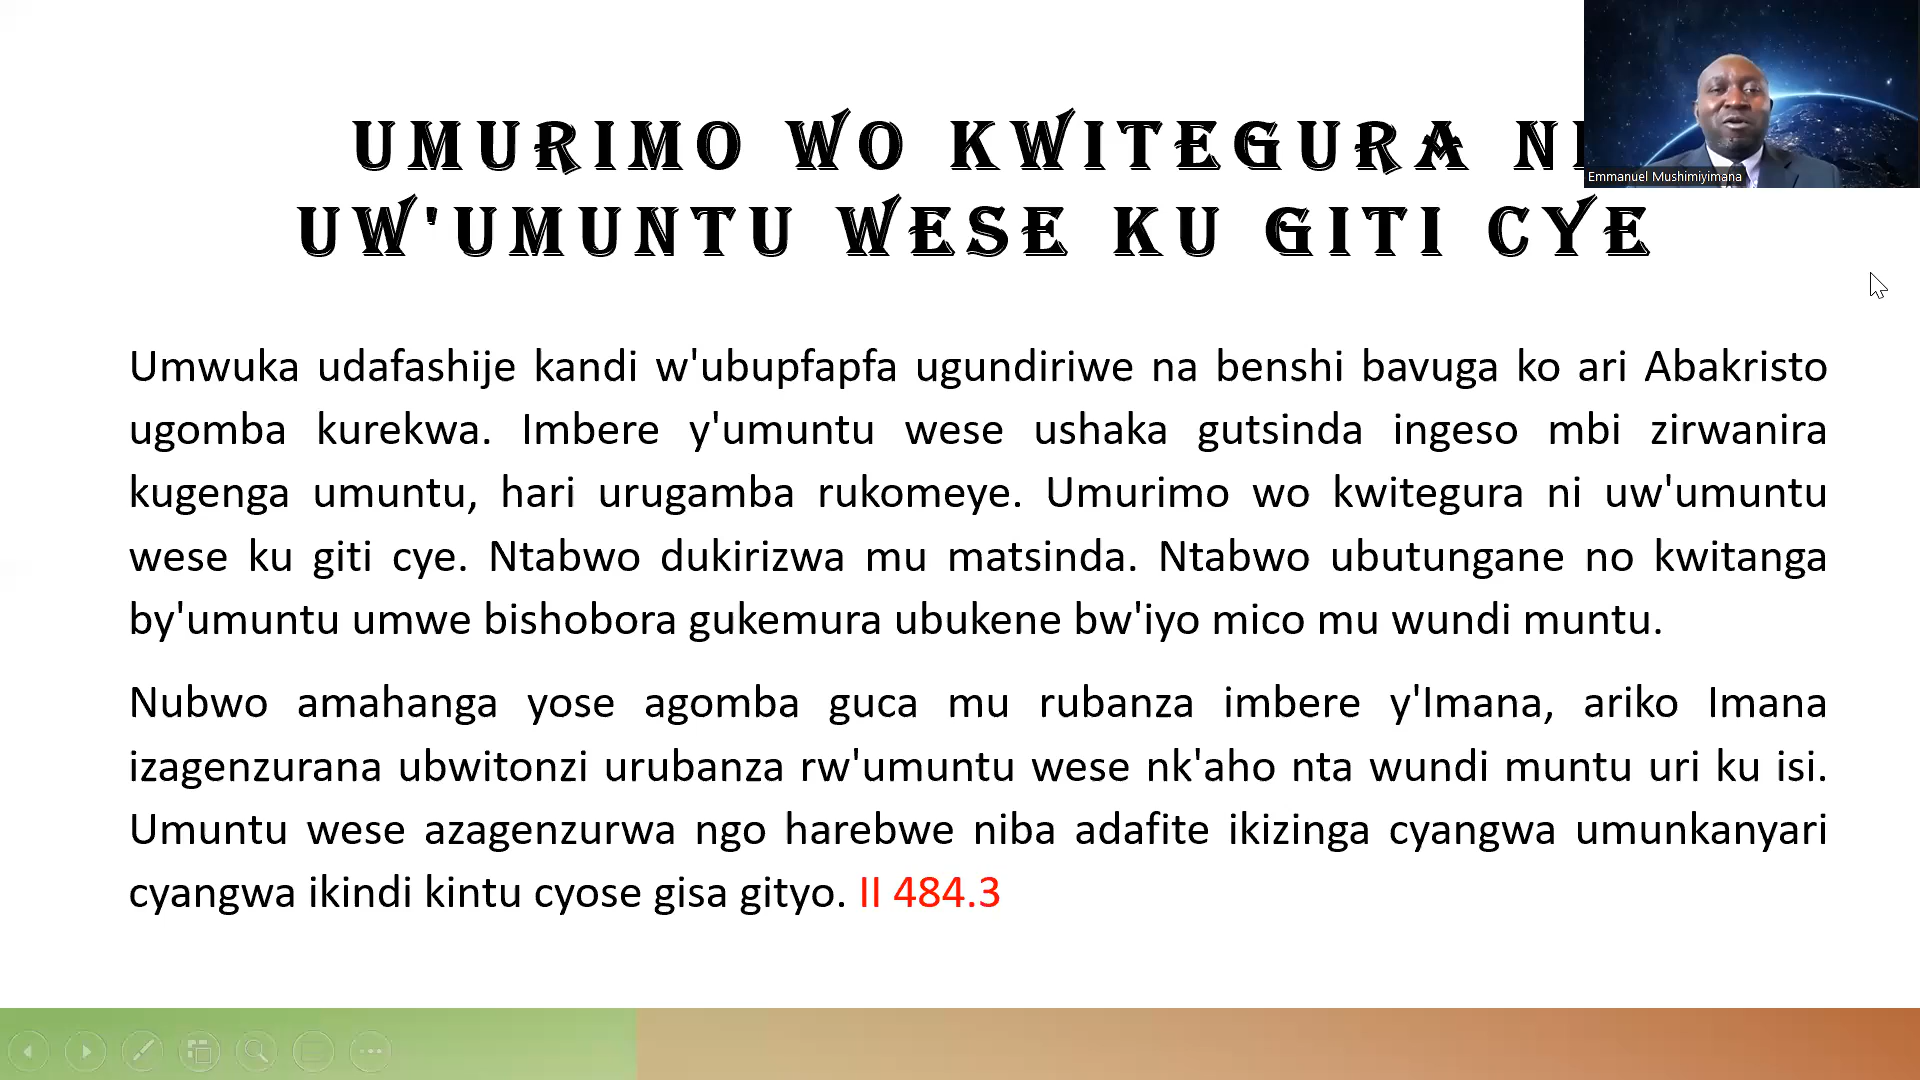 UMURIMO WO KWITEGURA NI
UW'UMUNTU WESE KU GITI CYE
Emmanuel Mushimiyimana
Umwuka udafashije kandi w'ubupfapfa ugundiriwe na benshi bavuga ko ari Abakristo
ugomba kurekwa. Imbere y'umuntu wese ushaka gutsinda ingeso mbi zirwanira
kugenga umuntu, hari urugamba rukomeye. Umurimo wo kwitegura ni uw'umuntu
wese ku giti cye. Ntabwo dukirizwa mu matsinda. Ntabwo ubutungane no kwitanga
by'umuntu umwe bishobora gukemura ubukene bw'iyo mico mu wundi muntu.
Nubwo amahanga yose agomba guca mu rubanza imbere y'Imana, ariko Imana
izagenzurana ubwitonzi urubanza rw'umuntu wese nk'aho nta wundi muntu uri ku isi.
Umuntu wese azagenzurwa ngo harebwe niba adafite ikizinga cyangwa umunkanyari
cyangwa ikindi kintu cyose gisa gityo. II 484.3